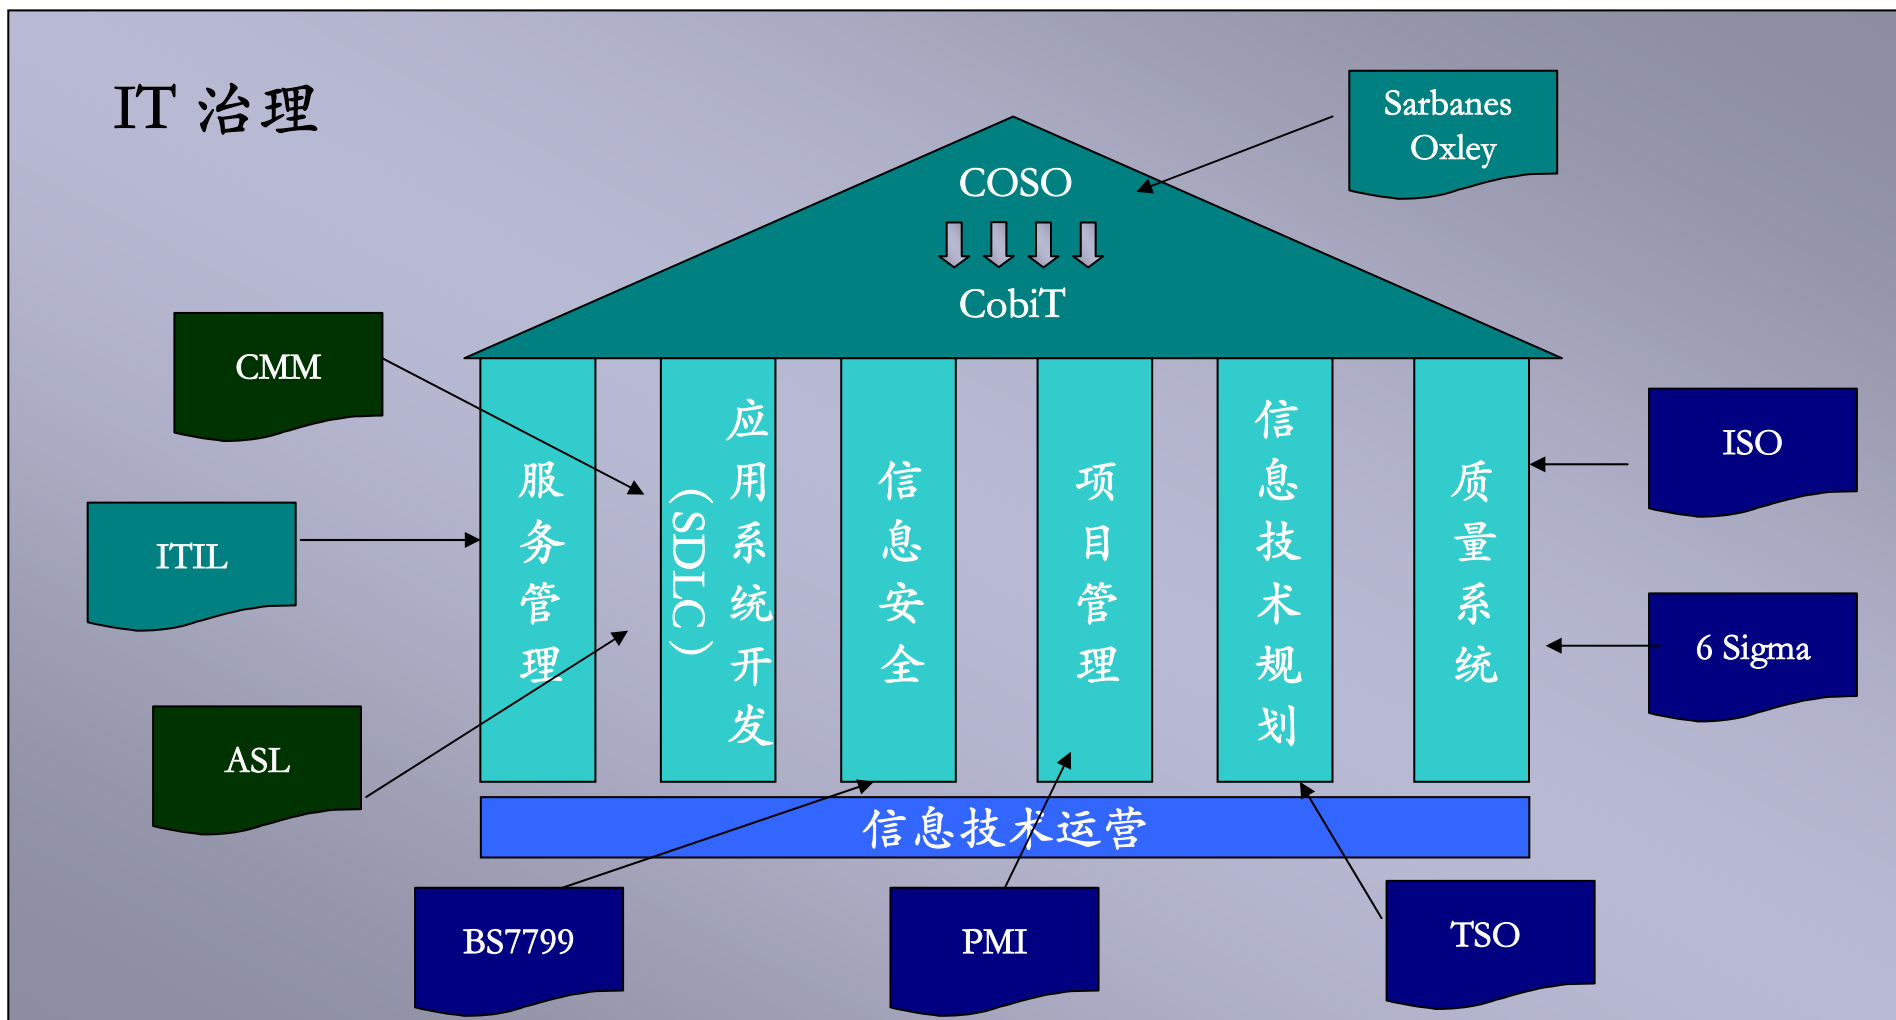 IT 治理
Sarbanes
Oxley
COSO
CobiT
CMM
ITIL
ASL
服务管理
应用系统开发
(SDLC)
信息安全
项目管理
信息技术规划
质量系统
ISO
6 Sigma
信息技术运营
BS7799
PMI
TSO